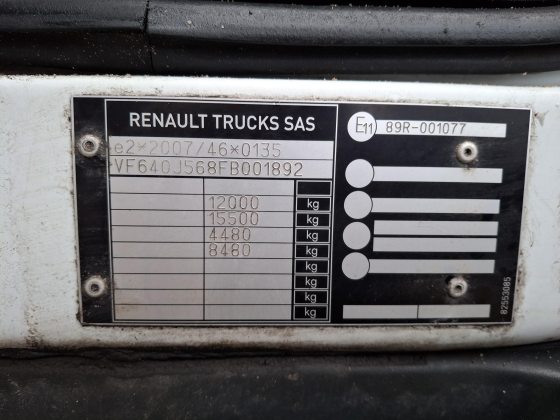 RENAULT TRUCKS SAS
e2*2007/46*0135
VF640J568FB001892
kg
12000 kg
15500 kg
4480 kg
8480 kg
kg
kg
kg
kg
E11 89R-001077
82553085